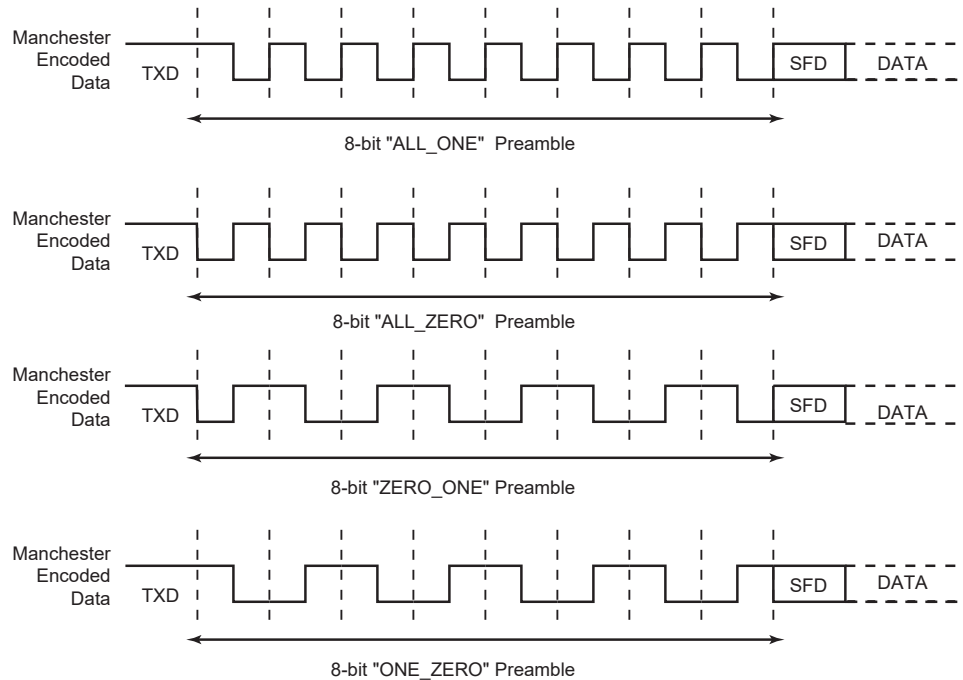 Manchester
Encoded
Data
TXD
SFD
DATA
8-bit "ALL_ONE" Preamble
Manchester
Encoded
Data
TXD
SFD
DATA
8-bit "ALL_ZERO" Preamble
Manchester
Encoded
Data
TXD
SFD
DATA
8-bit "ZERO_ONE" Preamble
Manchester
Encoded
Data
TXD
SFD
DATA
8-bit "ONE_ZERO" Preamble